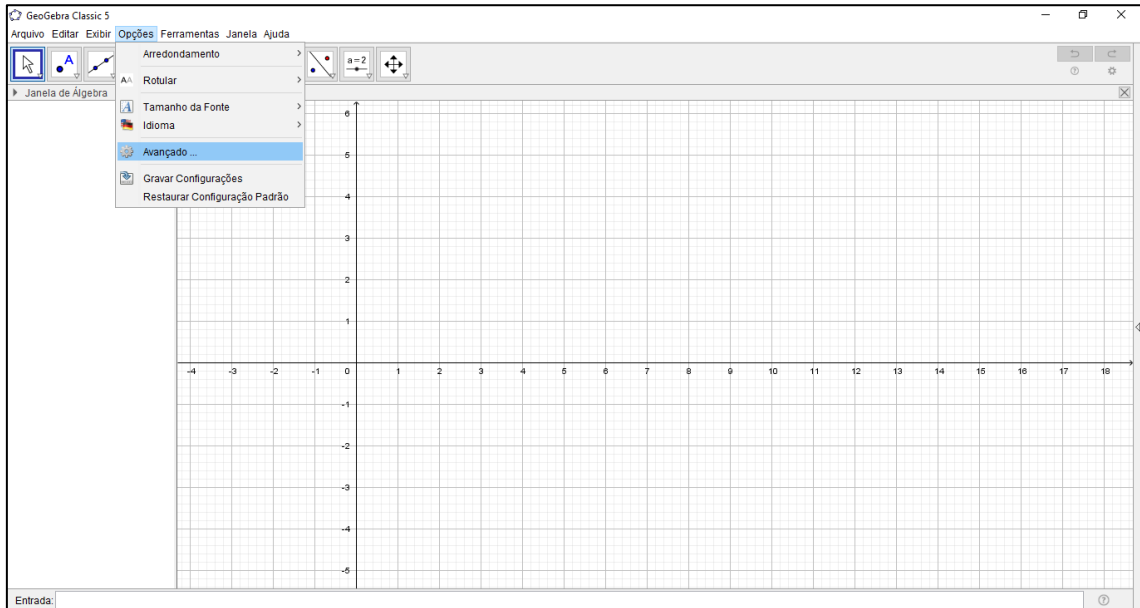 GeoGebra Classic 5
Arquivo Editar Exibir Opções Ferramentas Janela Ajuda
A
a=2
Arredondamento
AA Rotular
A Tamanho da Fonte
Idioma
Avançado ...
Gravar Configurações
Restaurar Configuração Padrão
Janela de Álgebra
6
5
4
3
2
1
-4 -3 -2 -1 0 1 2 3 4 5 6 7 8 9 10 11 12 13 14 15 16 17 18
-1
-2
-3
-4
-5
Entrada: